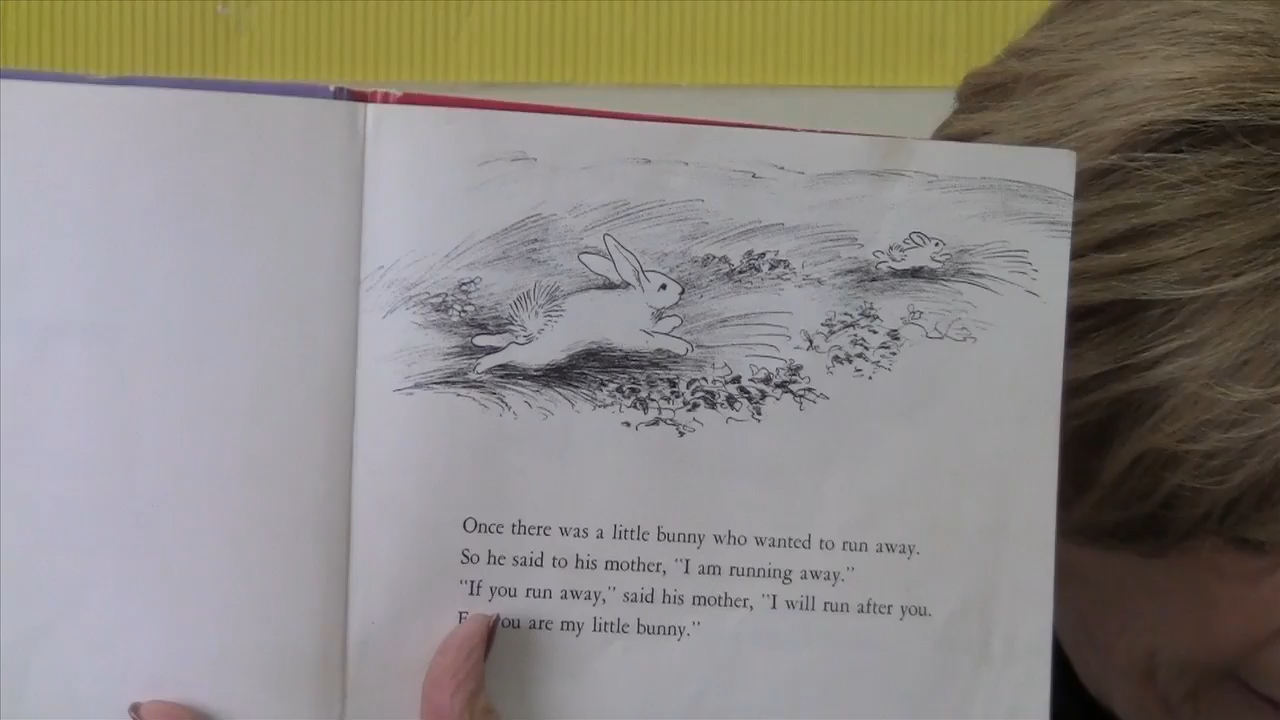 Once there was a little bunny who wanted to run away.
So he said to his mother, "I am running away."
"If you run away," said his mother, "I will run after you.
you are my little bunny."